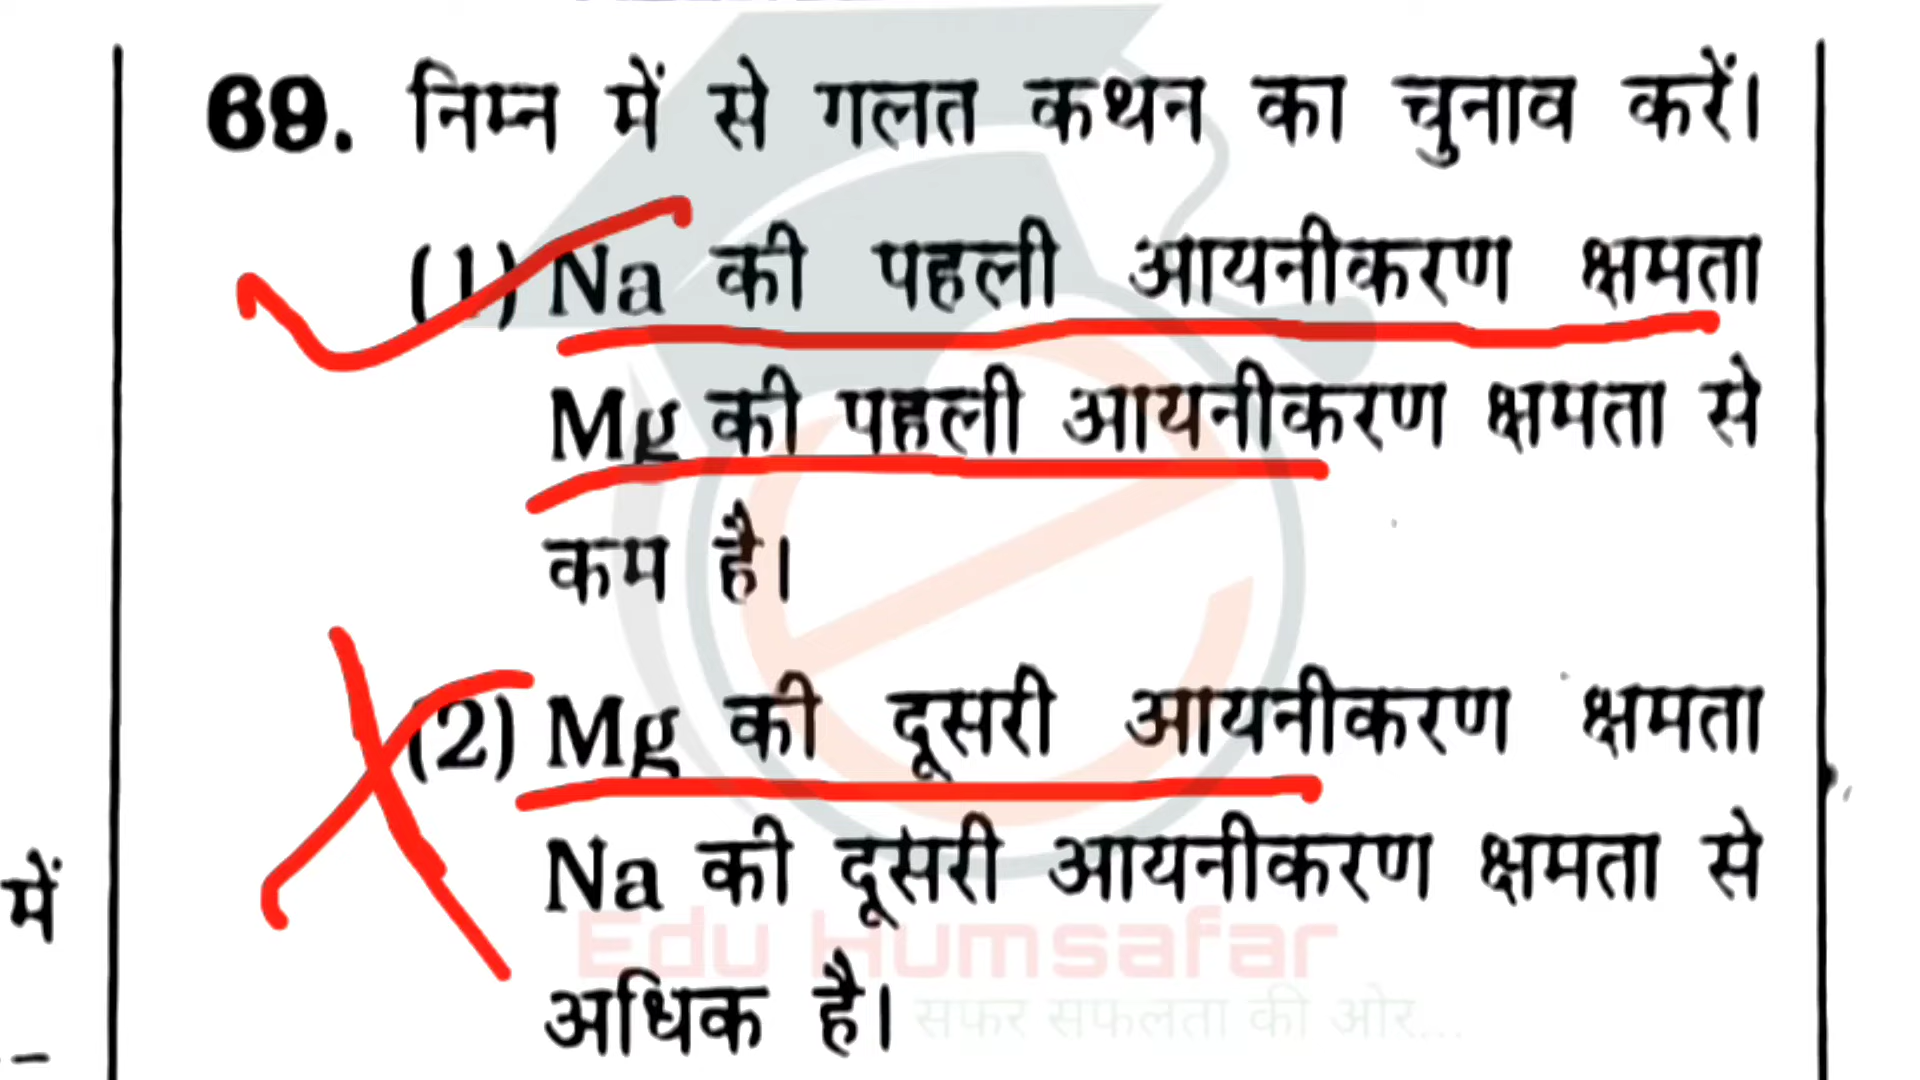 69. निम्न में से गलत कथन का चुनाव करें।
(1) Na की पहली आयनीकरण क्षमता
Mg की पहली आयनीकरण क्षमता से
कम है।
(2) Mg की दूसरी आयनीकरण क्षमता
Na की दूसरी आयनीकरण क्षमता से
में
अधिक है।
Edu Humsafar
सफर सफलता की ओर...